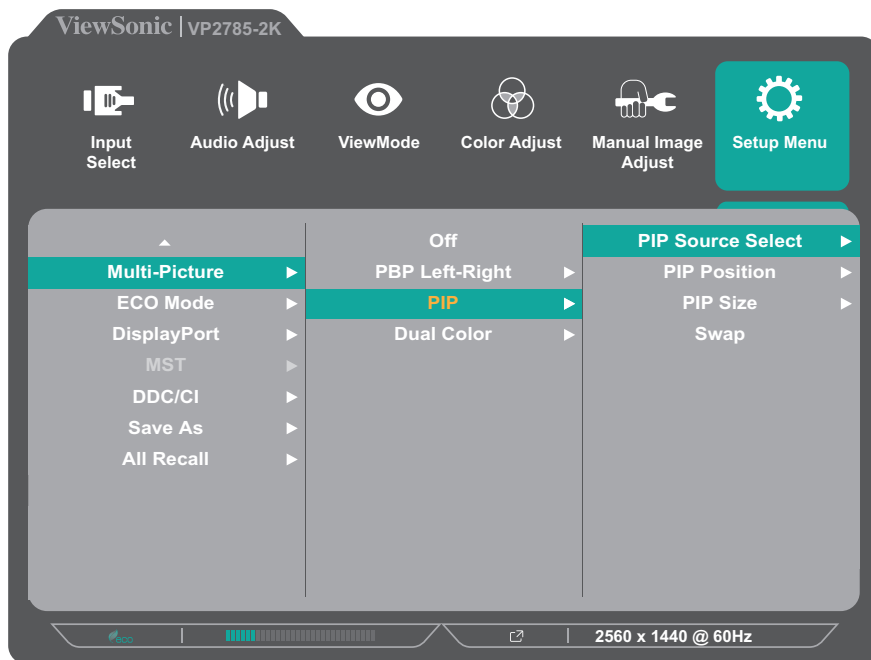 ViewSonic | VP2785-2K
Input
Select
Audio Adjust
ViewMode
Color Adjust
Manual Image
Adjust
Setup Menu
Multi-Picture
ECO Mode
DisplayPort
MST
DDC/CI
Save As
All Recall
Off
PBP Left-Right
PIP
Dual Color
PIP Source Select
PIP Position
PIP Size
Swap
eco
2560 x 1440 @ 60Hz